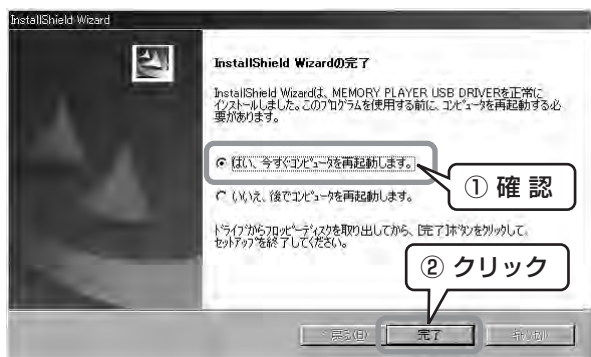 InstallShield Wizard
InstallShield Wizardの完了
InstallShield Wizardは、MEMORY PLAYER USB DRIVERを正常に
インストールしました。このプログラムを使用する前に、コンピュータを再起動する必
要があります。
はい、今すぐコンピュータを再起動します。
① 確 認
いいえ、後でコンピュータを再起動します。
ドライブからフロッピーディスクを取り出してから、[完了]ボタンをクリックして、
セットアップを終了してください。
② クリック
< 戻る(B)
完了
キャンセル